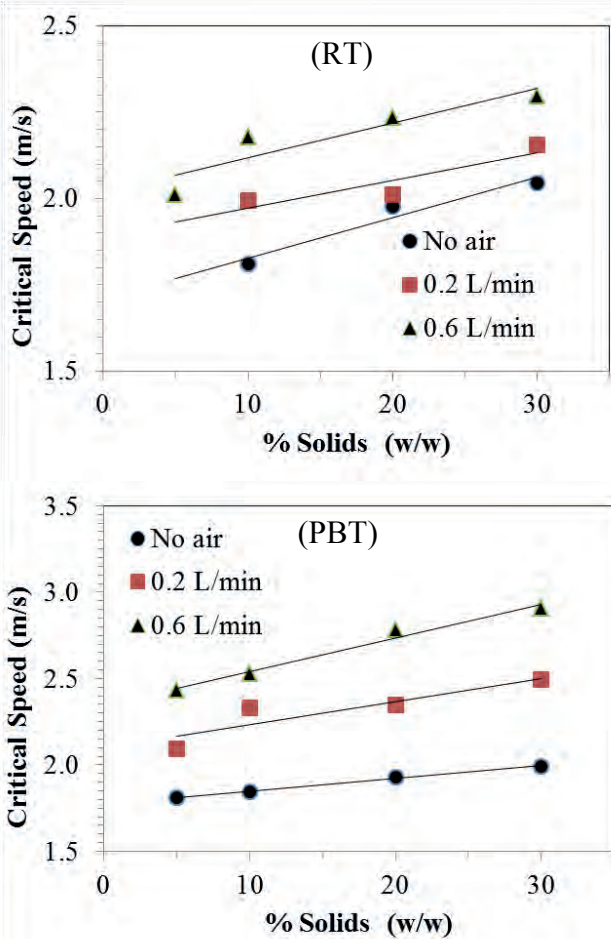 (RT)
Critical Speed (m/s)
2.5
2.0
1.5
No air
0.2 L/min
0.6 L/min
0 10 20 30
% Solids (w/w)
(PBT)
Critical Speed (m/s)
3.5
3.0
2.5
2.0
1.5
No air
0.2 L/min
0.6 L/min
0 10 20 30
% Solids (w/w)